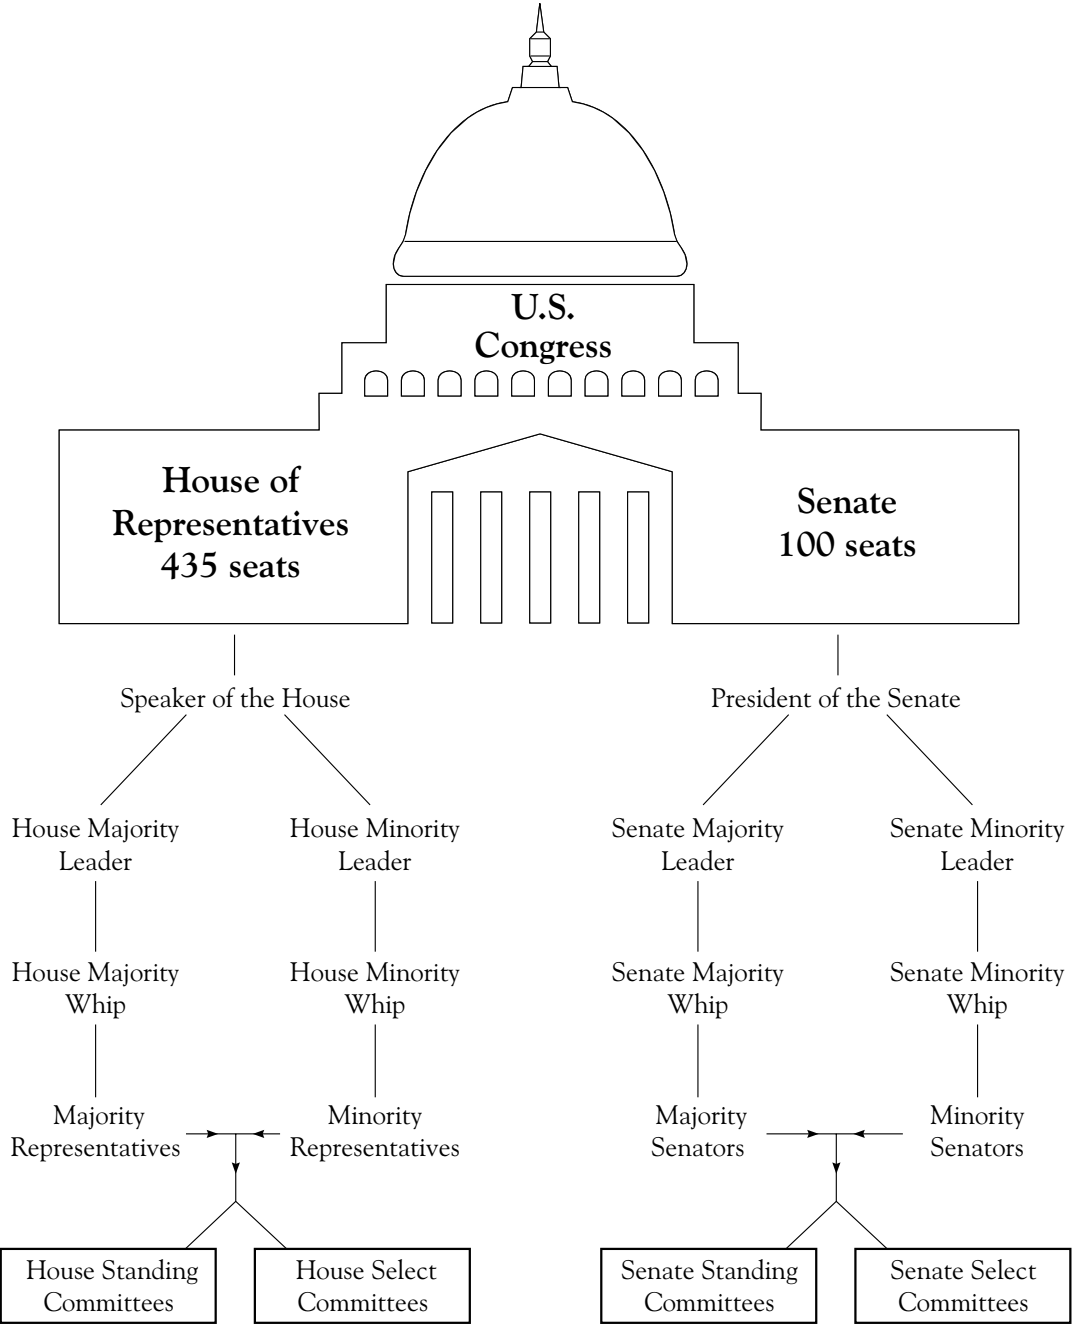 U.S.
Congress
House of
Representatives
435 seats
Senate
100 seats
Speaker of the House
President of the Senate
House Majority
Leader
House Minority
Leader
Senate Majority
Leader
Senate Minority
Leader
House Majority
Whip
House Minority
Whip
Senate Majority
Whip
Senate Minority
Whip
Majority
Representatives
Minority
Representatives
Majority
Senators
Minority
Senators
House Standing
Committees
House Select
Committees
Senate Standing
Committees
Senate Select
Committees